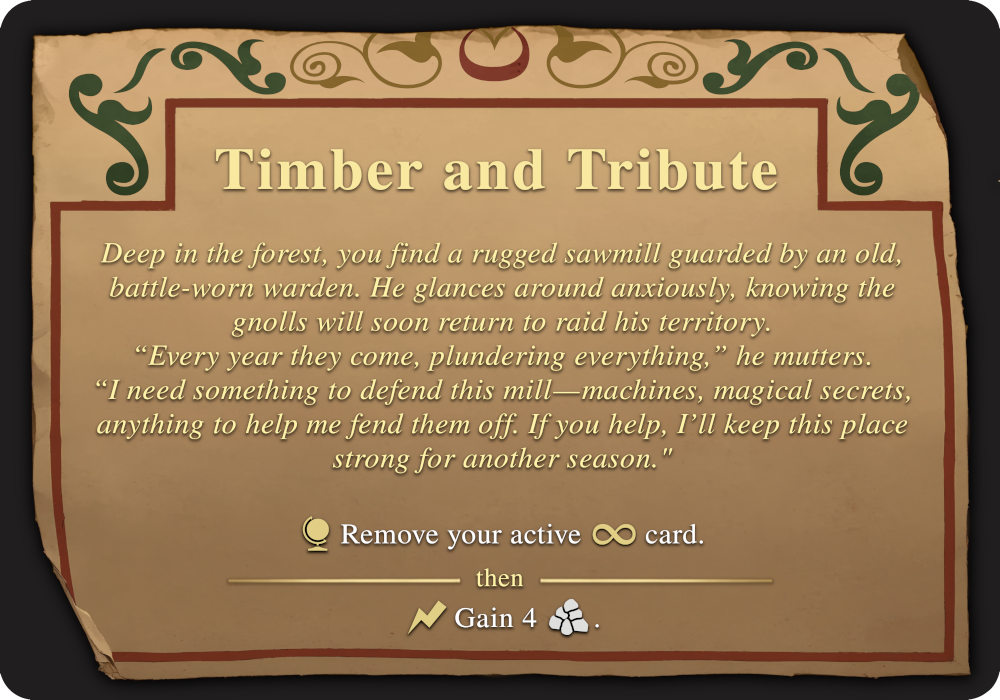 Timber and Tribute
Deep in the forest, you find a rugged sawmill guarded by an old,
battle-worn warden. He glances around anxiously, knowing the
gnolls will soon return to raid his territory.
“Every year they come, plundering everything,” he mutters.
“I need something to defend this mill—machines, magical secrets,
anything to help me fend them off. If you help, I’ll keep this place
strong for another season."
Remove your active ∞ card.
then
Gain 4 .